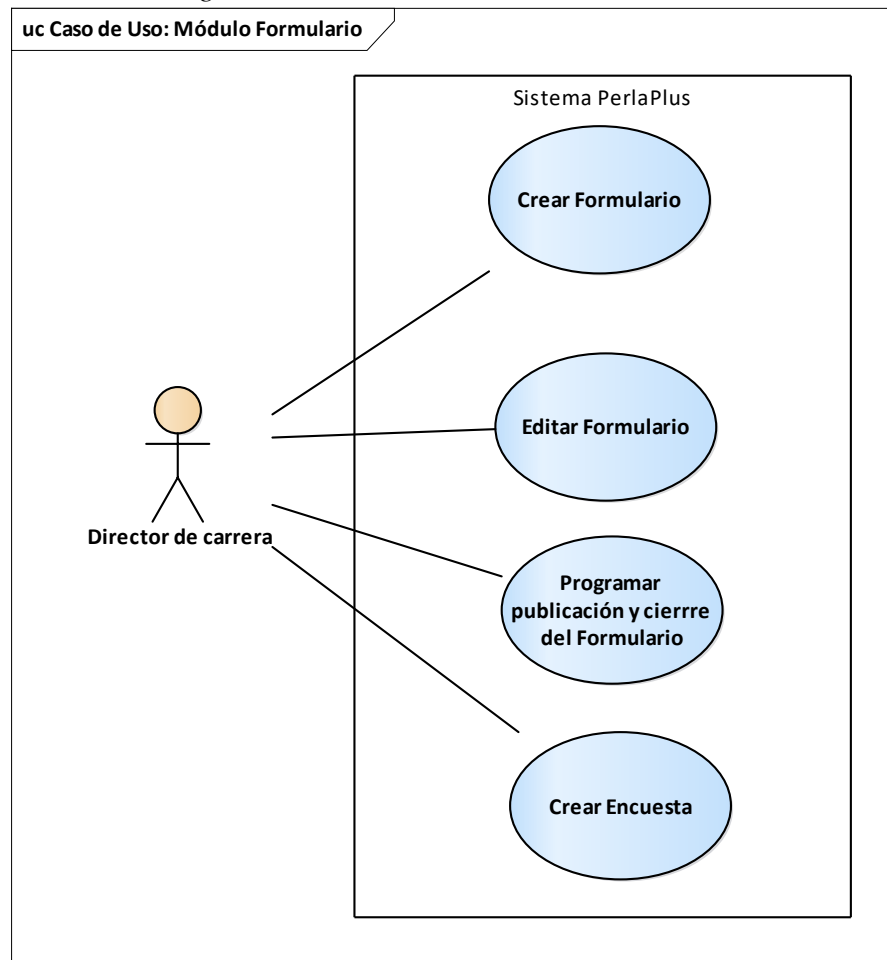 uc Caso de Uso: Módulo Formulario
Sistema PerlaPlus
Crear Formulario
Editar Formulario
Director de carrera
Programar
publicación y cierrre
del Formulario
Crear Encuesta